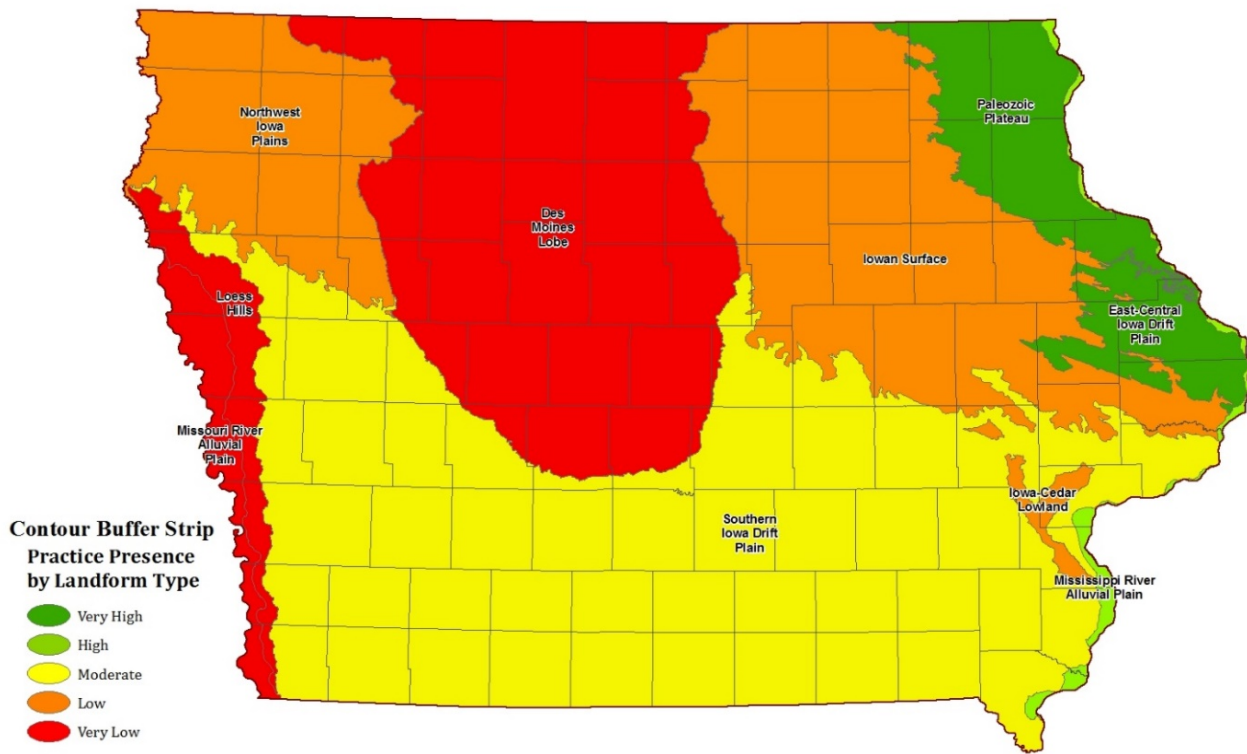 Northwest
Iowa
Plains
Des
Moines
Lobe
Paleozoic
Plateau
Iowan Surface
East-Central
Iowa Drift
Plain
Loess
Hills
Missouri River
Alluvial
Plain
Southern
Iowa Drift
Plain
Iowa-Cedar
Lowland
Mississippi River
Alluvial Plain
Contour Buffer Strip
Practice Presence
by Landform Type
Very High
High
Moderate
Low
Very Low